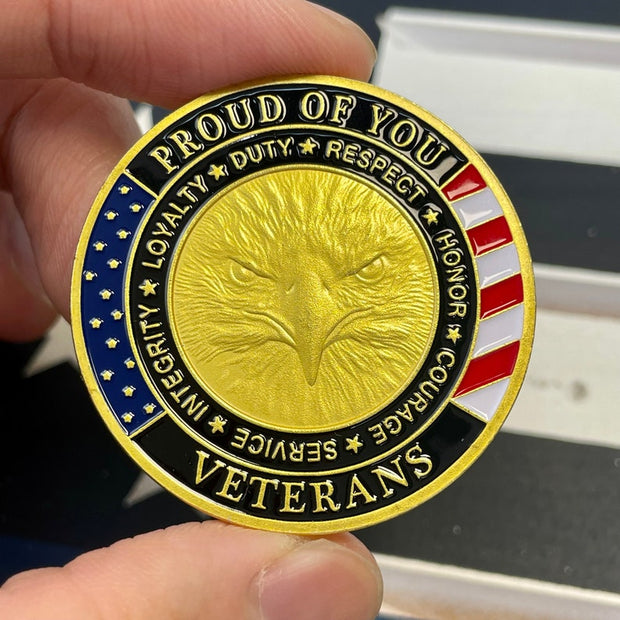 PROUD OF YOU
LOYALTY ★ DUTY ★ RESPECT ★ HONOR ★ COURAGE ★ SERVICE ★ INTEGRITY ★
VETERANS